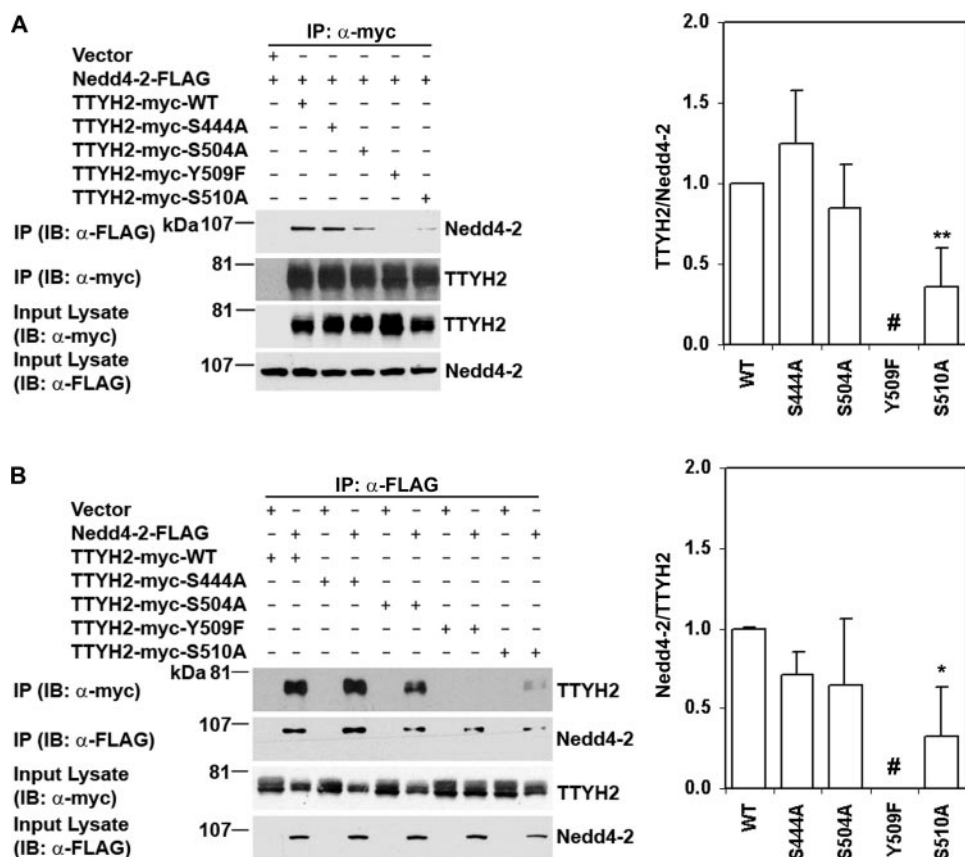 A
IP: α-myc
Vector + – – – – –
Nedd4-2-FLAG + + + + + +
TTYH2-myc-WT – + – – – –
TTYH2-myc-S444A – – + – – –
TTYH2-myc-S504A – – – + – –
TTYH2-myc-Y509F – – – – + –
TTYH2-myc-S510A – – – – – +
IP (IB: α-FLAG) kDa 107 Nedd4-2
IP (IB: α-myc) 81 TTYH2
Input Lysate
(IB: α-myc) 81 TTYH2
Input Lysate
(IB: α-FLAG) 107 Nedd4-2
TTYH2/Nedd4-2
2.0
1.5
1.0
0.5
0.0
# **
WT S444A S504A Y509F S510A
B
IP: α-FLAG
Vector + – + – + – + – + –
Nedd4-2-FLAG – + – + – + – + – +
TTYH2-myc-WT + + – – – – – – – –
TTYH2-myc-S444A – – + + – – – – – –
TTYH2-myc-S504A – – – – + + – – – –
TTYH2-myc-Y509F – – – – – – + + – –
TTYH2-myc-S510A – – – – – – – – + +
kDa
IP (IB: α-myc) 81 TTYH2
IP (IB: α-FLAG) 107 Nedd4-2
Input Lysate
(IB: α-myc) 81 TTYH2
Input Lysate
(IB: α-FLAG) 107 Nedd4-2
Nedd4-2/TTYH2
2.0
1.5
1.0
0.5
0.0
# *
WT S444A S504A Y509F S510A